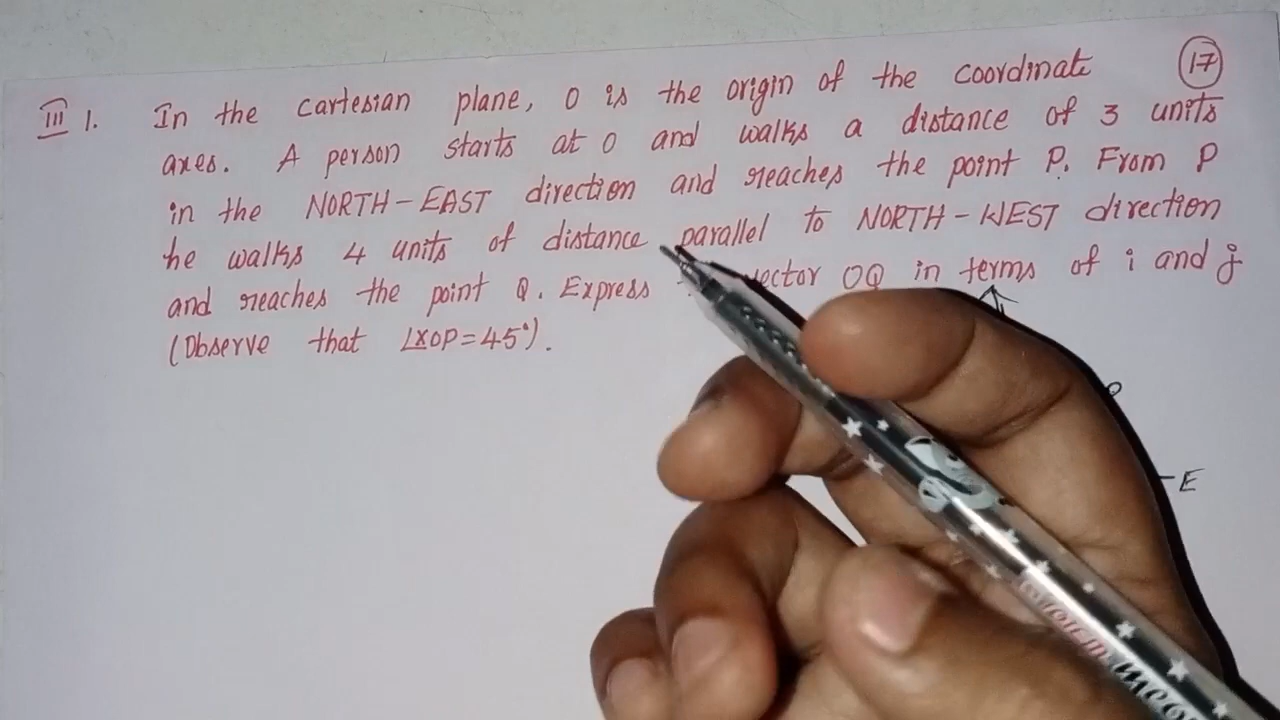 III 1. In the cartesian plane, O is the origin of the coordinate 17
axes. A person starts at O and walks a distance of 3 units
in the NORTH-EAST direction and reaches the point P. From P
he walks 4 units of distance parallel to NORTH-WEST direction
and reaches the point Q. Express vector OQ in terms of i and j
(Observe that ∠XOP=45°).
E